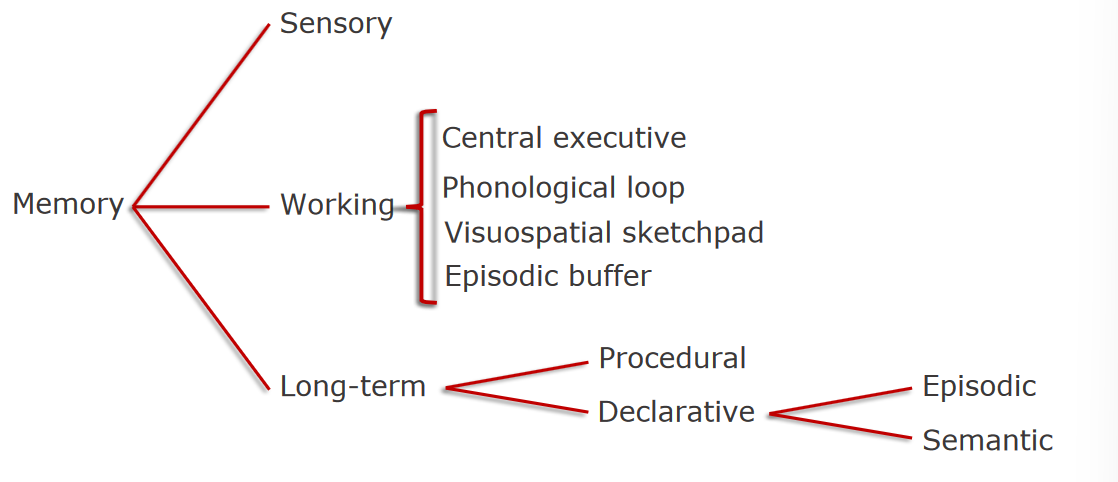 Sensory
Central executive
Phonological loop
Memory
Working
Visuospatial sketchpad
Episodic buffer
Procedural
Long-term
Episodic
Declarative
Semantic